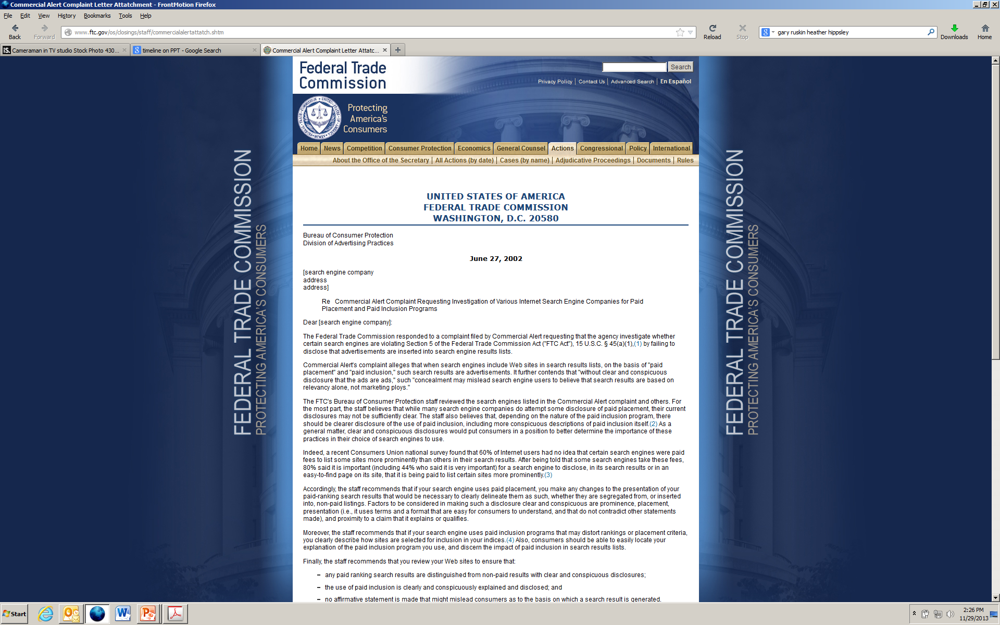 Commercial Alert Complaint Letter Attatchment - FrontMotion Firefox
File Edit View History Bookmarks Tools Help
Back Forward www.ftc.gov/os/closings/staff/commercialalertattatch.shtm Reload Stop gary ruskin heather hippsley Downloads Home
iS. Cameraman in TV studio Stock Photo 430... timeline on PPT - Google Search Commercial Alert Complaint Letter Attatc...
Federal Trade
Commission
Search
Privacy Policy | Contact Us | Advanced Search | En Español
Protecting
America's
Consumers
Home News Competition Consumer Protection Economics General Counsel Actions Congressional Policy International
About the Office of the Secretary | All Actions (by date) | Cases (by name) | Adjudicative Proceedings | Documents | Rules
FEDERAL TRADE COMMISSION
PROTECTING AMERICA'S CONSUMERS
FEDERAL TRADE COMMISSION
PROTECTING AMERICA'S CONSUMERS
UNITED STATES OF AMERICA
FEDERAL TRADE COMMISSION
WASHINGTON, D.C. 20580
Bureau of Consumer Protection
Division of Advertising Practices
June 27, 2002
[search engine company
address
address]
Re Commercial Alert Complaint Requesting Investigation of Various Internet Search Engine Companies for Paid
Placement and Paid Inclusion Programs
Dear [search engine company]:
The Federal Trade Commission responded to a complaint filed by Commercial Alert requesting that the agency investigate whether
certain search engines are violating Section 5 of the Federal Trade Commission Act ("FTC Act"), 15 U.S.C. § 45(a)(1),(1) by failing to
disclose that advertisements are inserted into search engine results lists.
Commercial Alert's complaint alleges that when search engines include Web sites in search results lists, on the basis of "paid
placement" and "paid inclusion," such search results are advertisements. It further contends that "without clear and conspicuous
disclosure that the ads are ads," such "concealment may mislead search engine users to believe that search results are based on
relevancy alone, not marketing ploys."
The FTC's Bureau of Consumer Protection staff reviewed the search engines listed in the Commercial Alert complaint and others. For
the most part, the staff believes that while many search engine companies do attempt some disclosure of paid placement, their current
disclosures may not be sufficiently clear. The staff also believes that, depending on the nature of the paid inclusion program, there
should be clearer disclosure of the use of paid inclusion, including more conspicuous descriptions of paid inclusion itself.(2) As a
general matter, clear and conspicuous disclosures would put consumers in a position to better determine the importance of these
practices in their choice of search engines to use.
Indeed, a recent Consumers Union national survey found that 60% of Internet users had no idea that certain search engines were paid
fees to list some sites more prominently than others in their search results. After being told that some search engines take these fees,
80% said it is important (including 44% who said it is very important) for a search engine to disclose, in its search results or in an
easy-to-find page on its site, that it is being paid to list certain sites more prominently.(3)
Accordingly, the staff recommends that if your search engine uses paid placement, you make any changes to the presentation of your
paid-ranking search results that would be necessary to clearly delineate them as such, whether they are segregated from, or inserted
into, non-paid listings. Factors to be considered in making such a disclosure clear and conspicuous are prominence, placement,
presentation (i.e., it uses terms and a format that are easy for consumers to understand, and that do not contradict other statements
made), and proximity to a claim that it explains or qualifies.
Moreover, the staff recommends that if your search engine uses paid inclusion programs that may distort rankings or placement criteria,
you clearly describe how sites are selected for inclusion in your indices.(4) Also, consumers should be able to easily locate your
explanation of the paid inclusion program you use, and discern the impact of paid inclusion in search results lists.
Finally, the staff recommends that you review your Web sites to ensure that:
– any paid ranking search results are distinguished from non-paid results with clear and conspicuous disclosures;
– the use of paid inclusion is clearly and conspicuously explained and disclosed; and
– no affirmative statement is made that might mislead consumers as to the basis on which a search result is generated.
Start
2:26 PM
11/29/2013